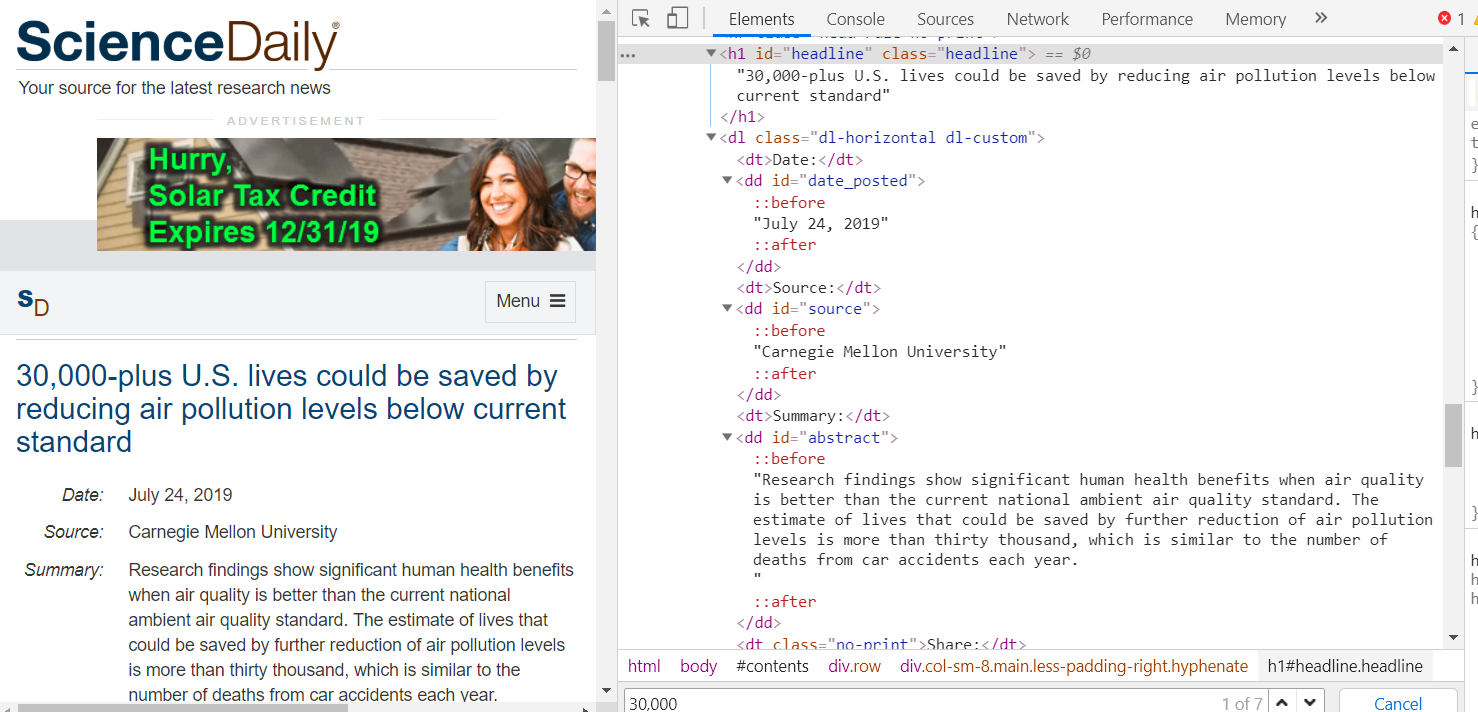 ScienceDaily®
Your source for the latest research news
ADVERTISEMENT
Hurry,
Solar Tax Credit
Expires 12/31/19
SD
Menu
30,000-plus U.S. lives could be saved by
reducing air pollution levels below current
standard
Date: July 24, 2019
Source: Carnegie Mellon University
Summary: Research findings show significant human health benefits
when air quality is better than the current national
ambient air quality standard. The estimate of lives that
could be saved by further reduction of air pollution levels
is more than thirty thousand, which is similar to the
number of deaths from car accidents each year.
Elements Console Sources Network Performance Memory » 1
<h1 id="headline" class="headline"> == $0
"30,000-plus U.S. lives could be saved by reducing air pollution levels below
current standard"
</h1>
<dl class="dl-horizontal dl-custom">
<dt>Date:</dt>
<dd id="date_posted">
::before
"July 24, 2019"
::after
</dd>
<dt>Source:</dt>
<dd id="source">
::before
"Carnegie Mellon University"
::after
</dd>
<dt>Summary:</dt>
<dd id="abstract">
::before
"Research findings show significant human health benefits when air quality
is better than the current national ambient air quality standard. The
estimate of lives that could be saved by further reduction of air pollution
levels is more than thirty thousand, which is similar to the number of
deaths from car accidents each year.
"
::after
</dd>
<dt class="no-print">Share:</dt>
html body #contents div.row div.col-sm-8.main.less-padding-right.hyphenate h1#headline.headline
30,000 1 of 7 Cancel